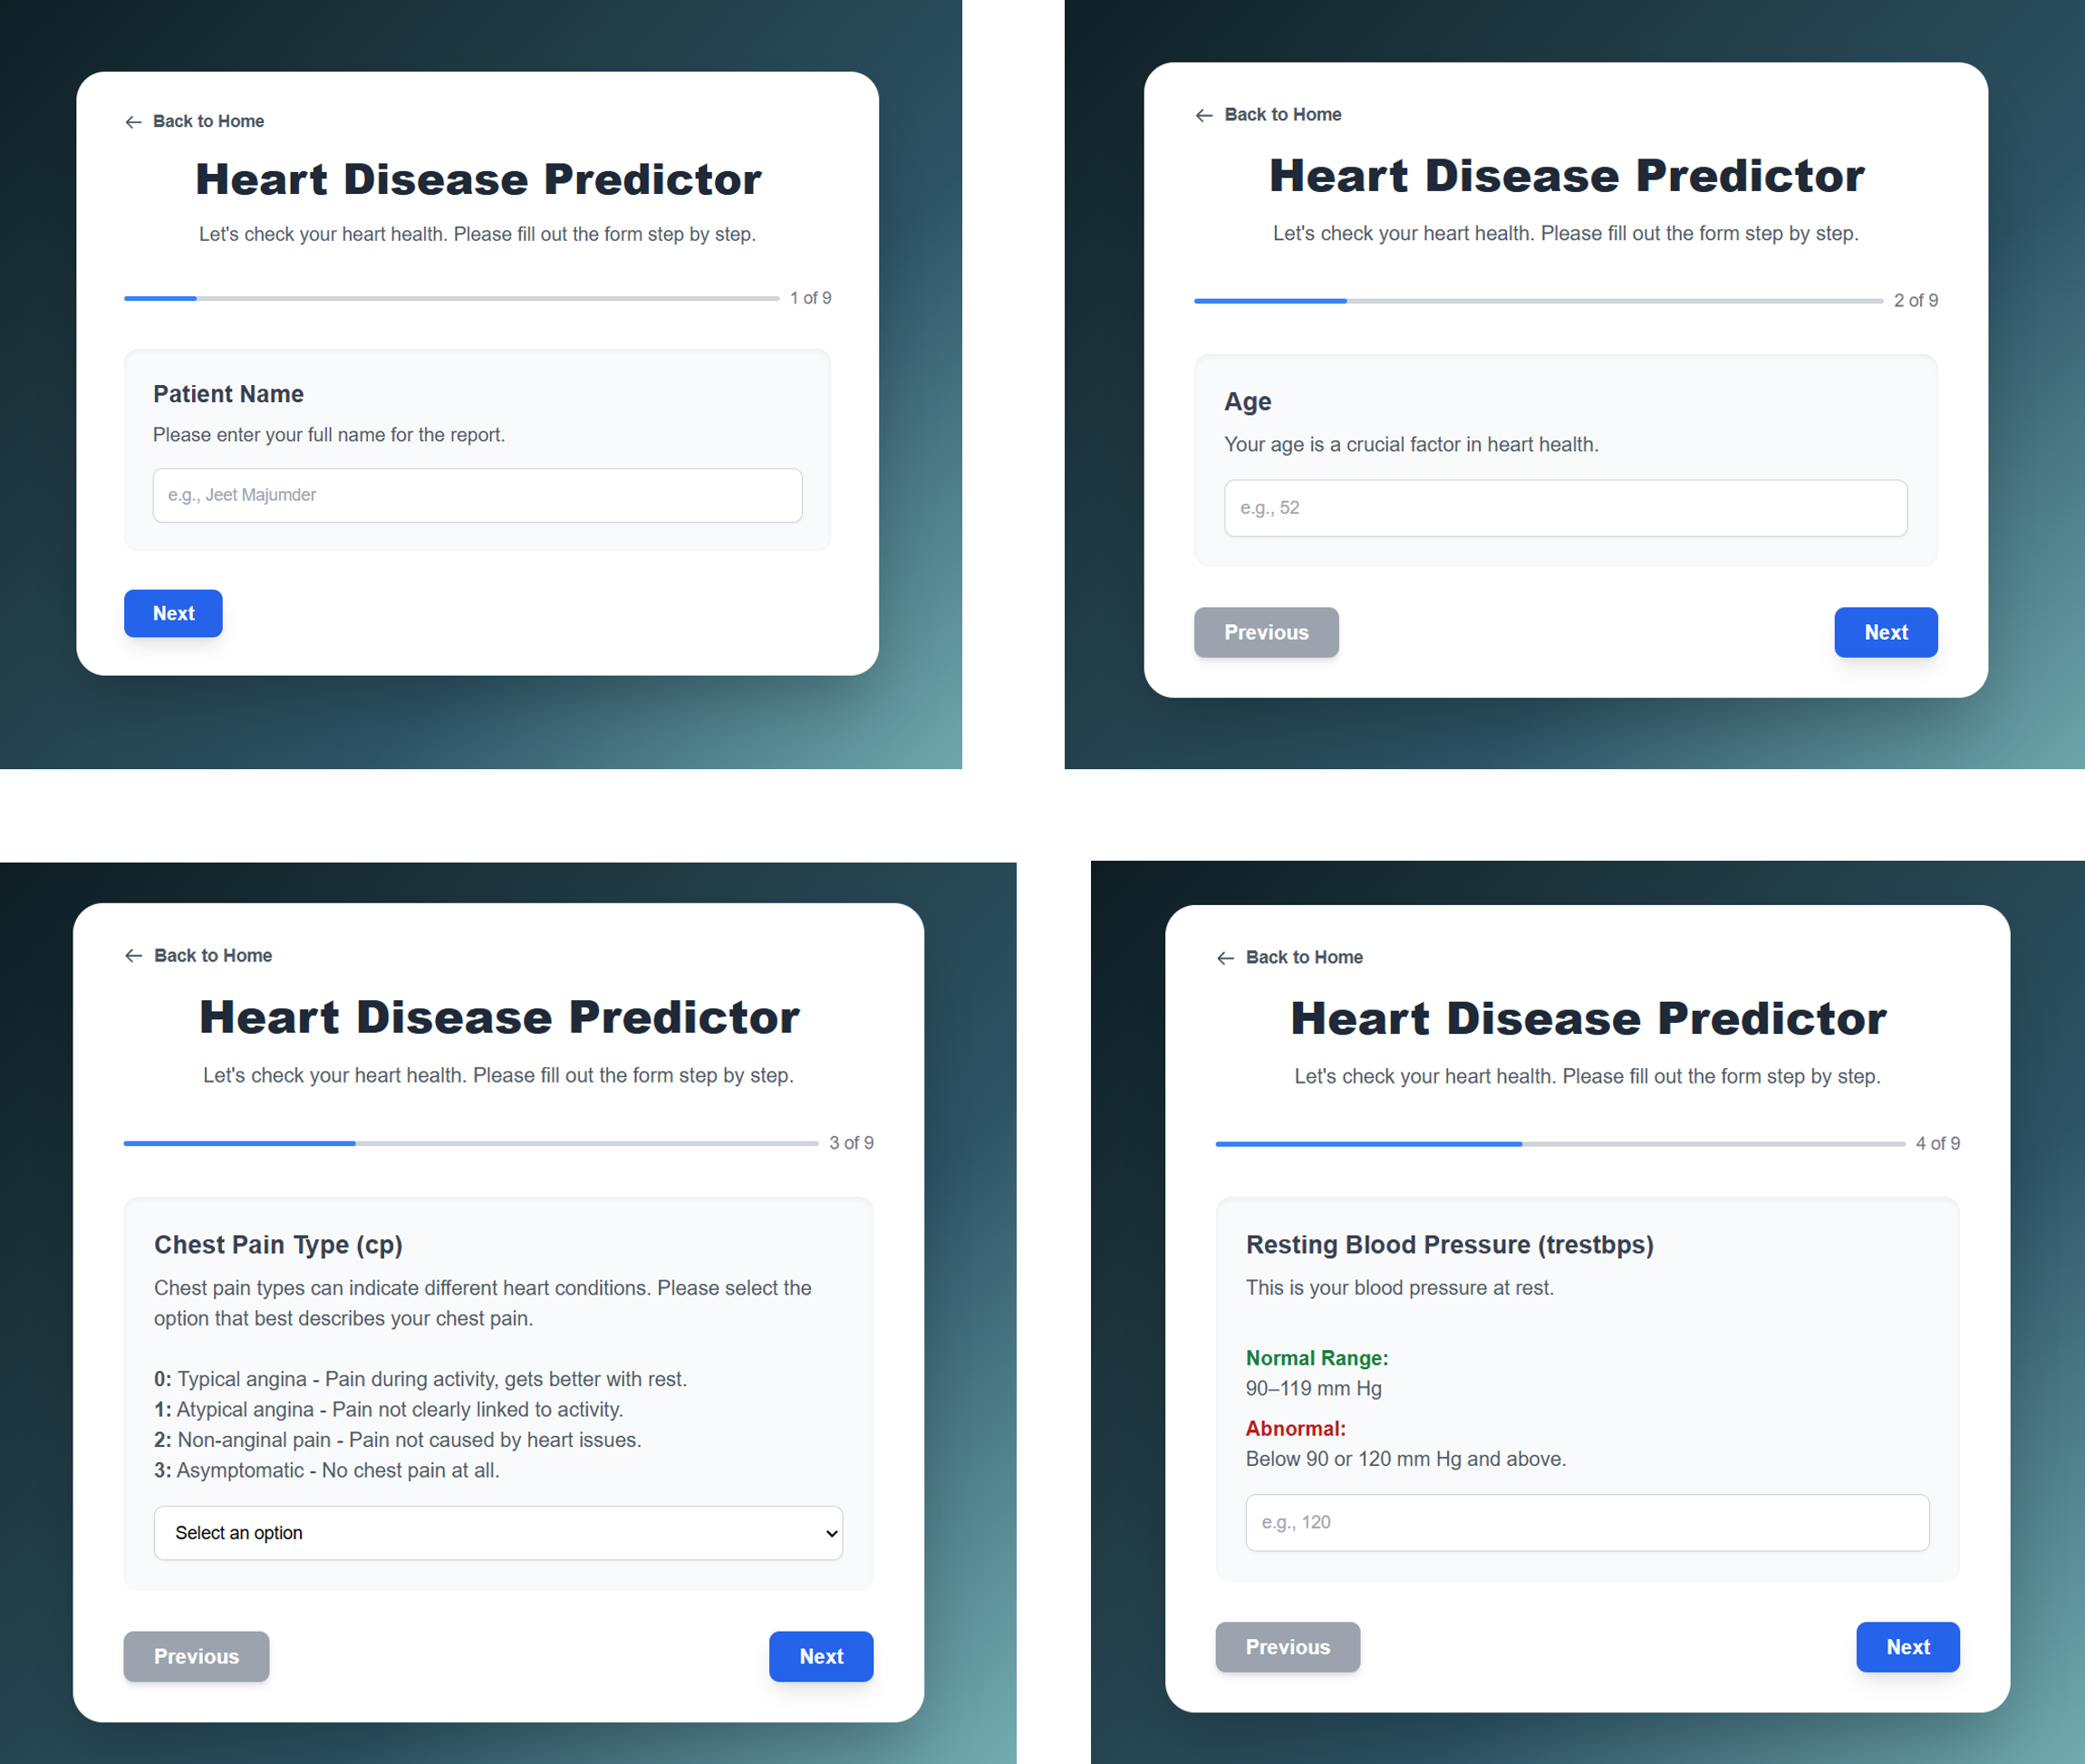 Back to Home
Heart Disease Predictor
Let's check your heart health. Please fill out the form step by step.
1 of 9
Patient Name
Please enter your full name for the report.
e.g., Jeet Majumder
Next
Back to Home
Heart Disease Predictor
Let's check your heart health. Please fill out the form step by step.
2 of 9
Age
Your age is a crucial factor in heart health.
e.g., 52
Previous
Next
Back to Home
Heart Disease Predictor
Let's check your heart health. Please fill out the form step by step.
3 of 9
Chest Pain Type (cp)
Chest pain types can indicate different heart conditions. Please select the
option that best describes your chest pain.
0: Typical angina - Pain during activity, gets better with rest.
1: Atypical angina - Pain not clearly linked to activity.
2: Non-anginal pain - Pain not caused by heart issues.
3: Asymptomatic - No chest pain at all.
Select an option
Previous
Next
Back to Home
Heart Disease Predictor
Let's check your heart health. Please fill out the form step by step.
4 of 9
Resting Blood Pressure (trestbps)
This is your blood pressure at rest.
Normal Range:
90–119 mm Hg
Abnormal:
Below 90 or 120 mm Hg and above.
e.g., 120
Previous
Next